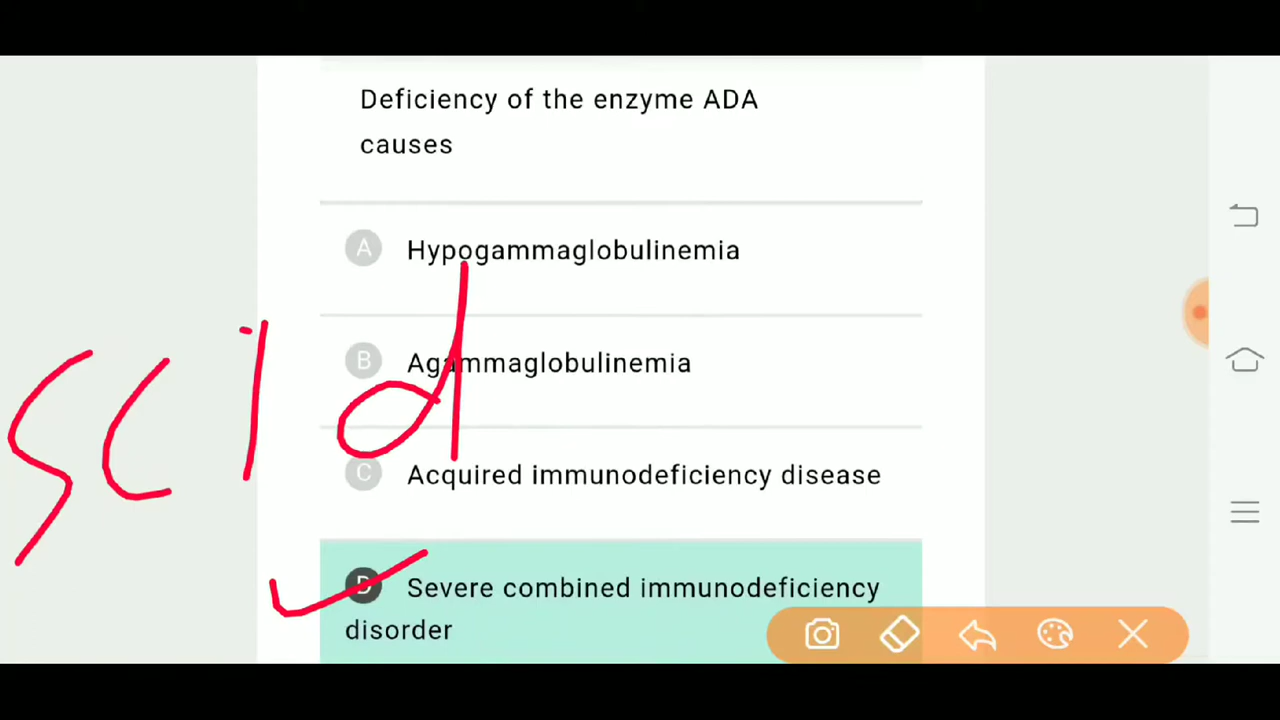 Deficiency of the enzyme ADA
causes
A Hypogammaglobulinemia
B Agammaglobulinemia
scid
C Acquired immunodeficiency disease
D Severe combined immunodeficiency
disorder